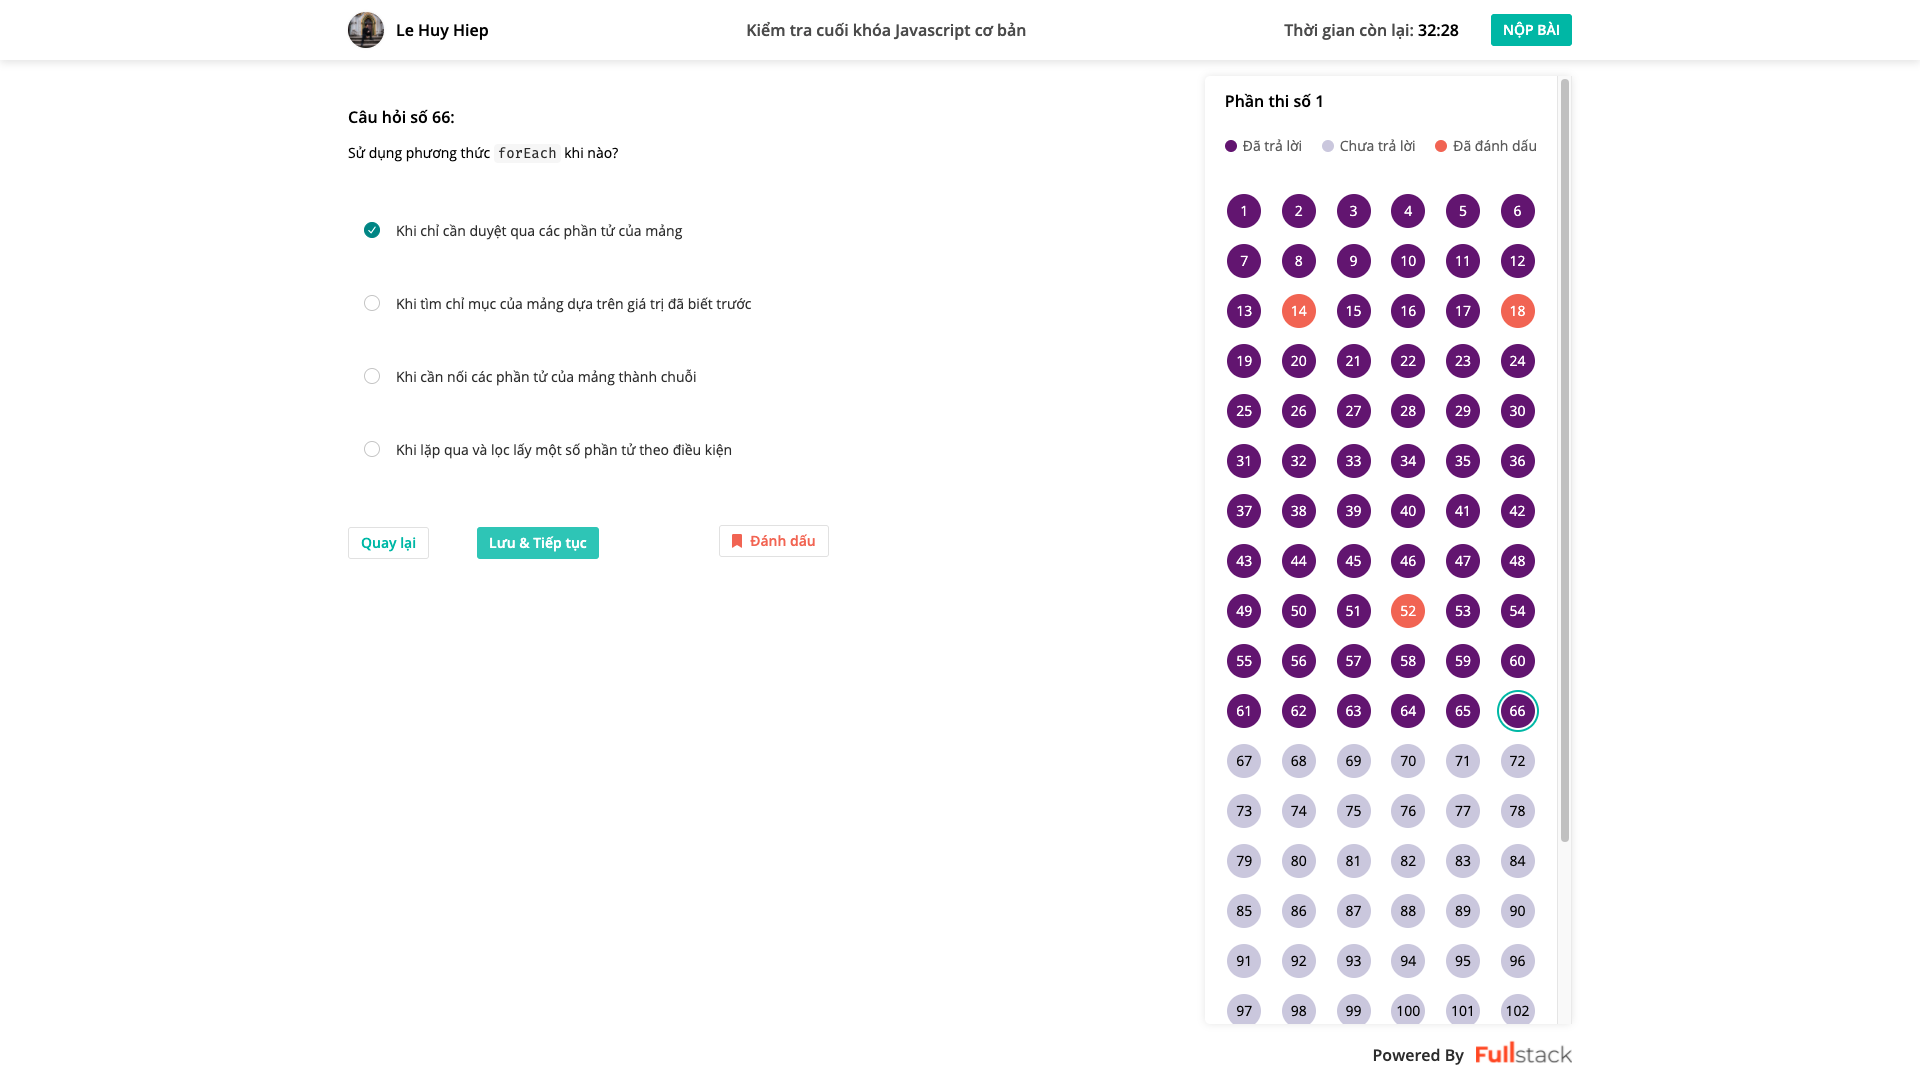 Le Huy Hiep
Kiểm tra cuối khóa Javascript cơ bản
Thời gian còn lại: 32:28
NỘP BÀI
Câu hỏi số 66:
Sử dụng phương thức forEach khi nào?
Khi chỉ cần duyệt qua các phần tử của mảng
Khi tìm chỉ mục của mảng dựa trên giá trị đã biết trước
Khi cần nối các phần tử của mảng thành chuỗi
Khi lặp qua và lọc lấy một số phần tử theo điều kiện
Quay lại
Lưu & Tiếp tục
Đánh dấu
Phần thi số 1
Đã trả lời Chưa trả lời Đã đánh dấu
1 2 3 4 5 6
7 8 9 10 11 12
13 14 15 16 17 18
19 20 21 22 23 24
25 26 27 28 29 30
31 32 33 34 35 36
37 38 39 40 41 42
43 44 45 46 47 48
49 50 51 52 53 54
55 56 57 58 59 60
61 62 63 64 65 66
67 68 69 70 71 72
73 74 75 76 77 78
79 80 81 82 83 84
85 86 87 88 89 90
91 92 93 94 95 96
97 98 99 100 101 102
Powered By Fullstack